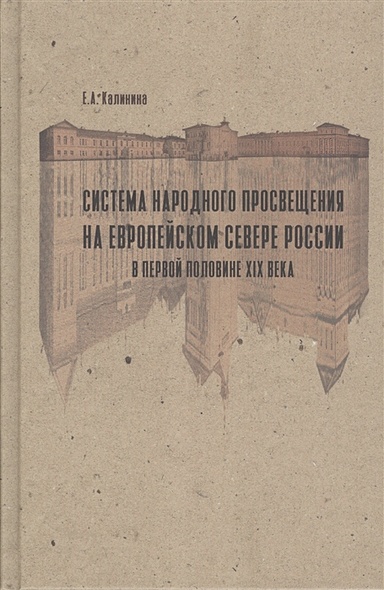 Е.А. Калинина
СИСТЕМА НАРОДНОГО ПРОСВЕЩЕНИЯ
НА ЕВРОПЕЙСКОМ СЕВЕРЕ РОССИИ
В ПЕРВОЙ ПОЛОВИНЕ XIX ВЕКА